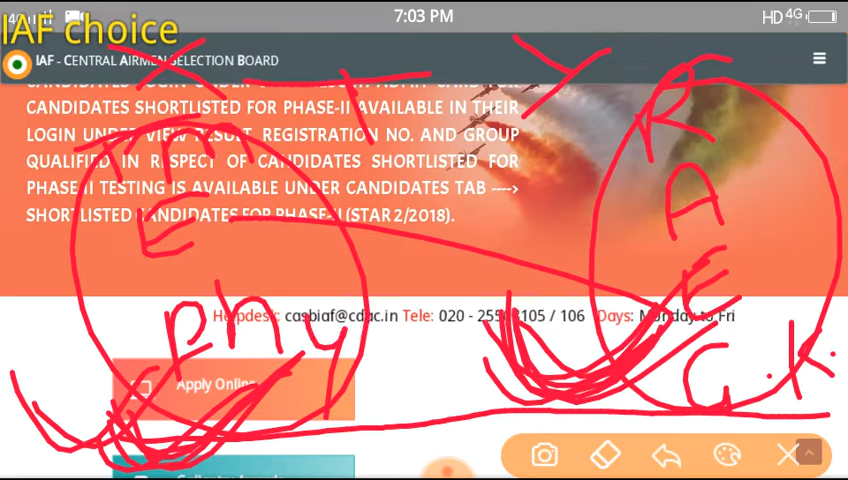 7:03 PM
HD 4G
IAF choice
IAF - CENTRAL AIRMEN SELECTION BOARD
CANDIDATES SHORTLISTED FOR PHASE-II AVAILABLE IN THEIR
LOGIN UNDER VIEW RESULT. REGISTRATION NO. AND GROUP
QUALIFIED IN RESPECT OF CANDIDATES SHORTLISTED FOR
PHASE-II TESTING IS AVAILABLE UNDER CANDIDATES TAB ---->
SHORTLISTED CANDIDATES FOR PHASE-II (STAR 2/2018).
Helpdesk: casbiaf@cdac.in Tele: 020 - 25503105 / 106 Days: Monday to Fri
Apply Online
X T Y
m
E
Phy
R
A
E
G.K.